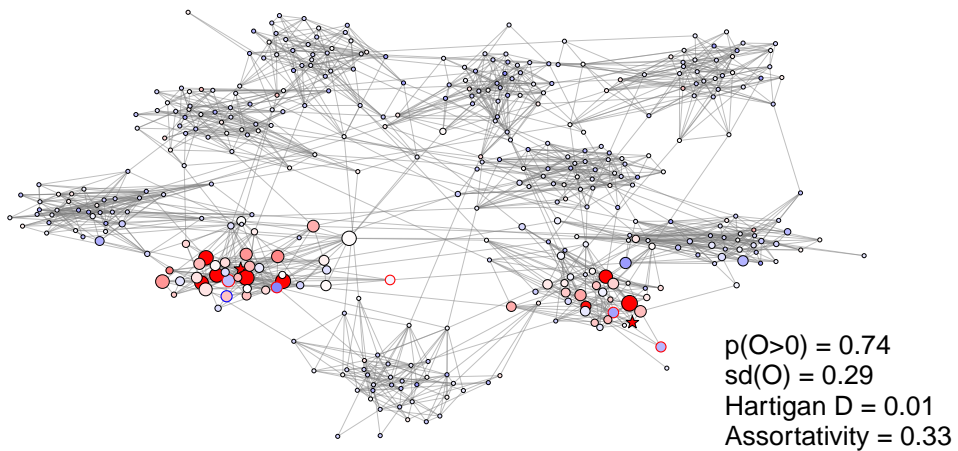 p(O>0) = 0.74
sd(O) = 0.29
Hartigan D = 0.01
Assortativity = 0.33